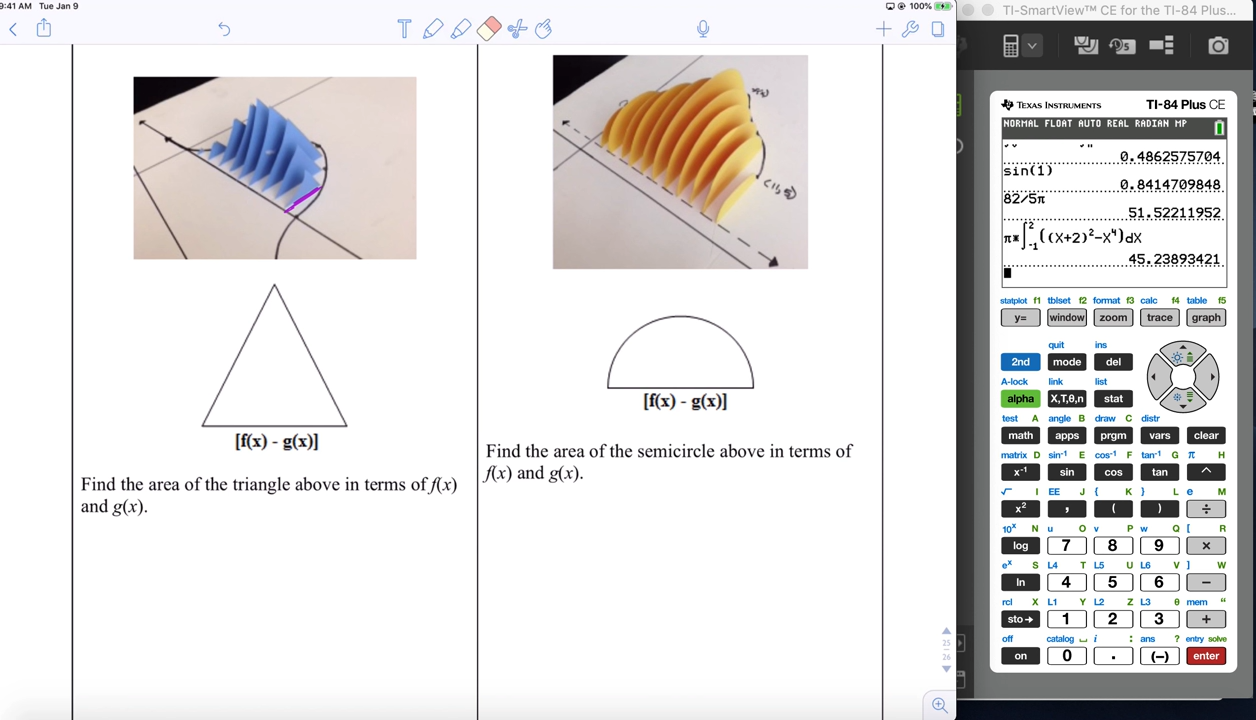 9:41 AM Tue Jan 9
100%
TI-SmartView™ CE for the TI-84 Plus...
T
[f(x) - g(x)]
Find the area of the triangle above in terms of f(x)
and g(x).
[f(x) - g(x)]
Find the area of the semicircle above in terms of
f(x) and g(x).
25
26
TEXAS INSTRUMENTS TI-84 Plus CE
NORMAL FLOAT AUTO REAL RADIAN MP
0.4862575704
sin(1)
0.8414709848
82/5π
51.52211952
π*∫₋₁²((X+2)²-X⁴)dX
45.23893421
statplot f1 tblset f2 format f3 calc f4 table f5
y= window zoom trace graph
quit ins
2nd mode del
A-lock link list
alpha X,T,θ,n stat
test A angle B draw C distr
math apps prgm vars clear
matrix D sin⁻¹ E cos⁻¹ F tan⁻¹ G π H
x⁻¹ sin cos tan ^
√ I EE J { K } L e M
x² , ( ) ÷
10ˣ N u O v P w Q [ R
log 7 8 9 ×
eˣ S L4 T L5 U L6 V ] W
ln 4 5 6 −
rcl X L1 Y L2 Z L3 θ mem “
sto→ 1 2 3 +
off catalog ⎵ i : ans ? entry solve
on 0 . (−) enter